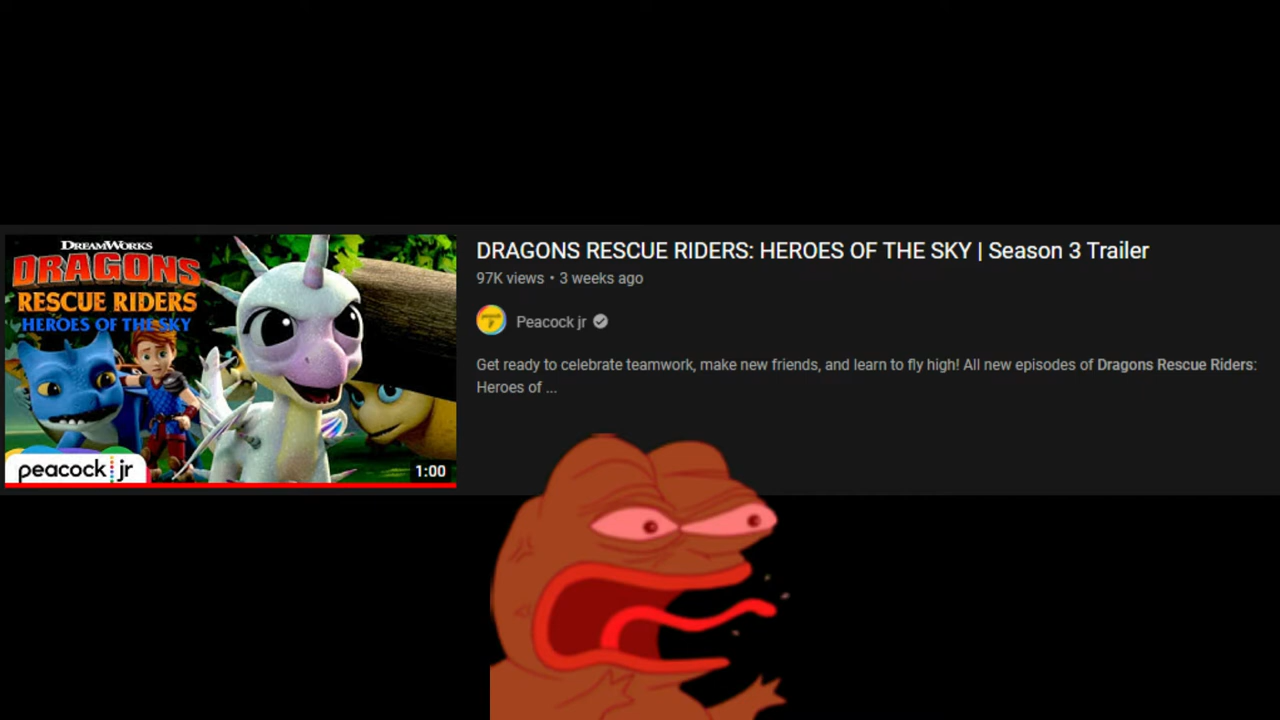 DREAMWORKS
DRAGONS
RESCUE RIDERS
HEROES OF THE SKY
peacock jr
1:00
DRAGONS RESCUE RIDERS: HEROES OF THE SKY | Season 3 Trailer
97K views • 3 weeks ago
Peacock jr
Get ready to celebrate teamwork, make new friends, and learn to fly high! All new episodes of Dragons Rescue Riders:
Heroes of ...